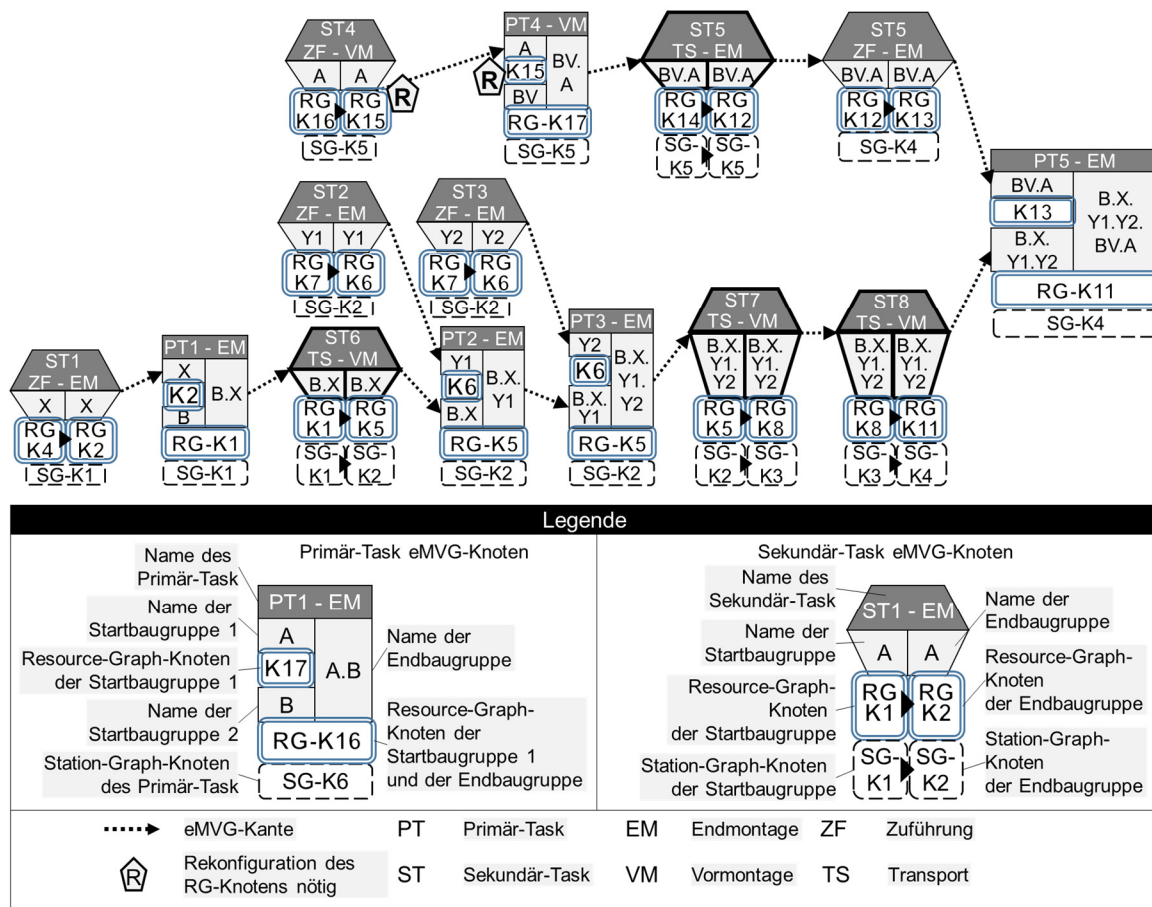 ST4
ZF - VM
A A
RG K16 RG K15
SG-K5
R
R
PT4 - VM
A
K15
BV
BV. A
RG-K17
SG-K5
ST5
TS - EM
BV.A BV.A
RG K14 RG K12
SG-K5 SG-K5
ST5
ZF - EM
BV.A BV.A
RG K12 RG K13
SG-K4
PT5 - EM
BV.A
K13
B.X. Y1.Y2
B.X. Y1.Y2. BV.A
RG-K11
SG-K4
ST2
ZF - EM
Y1 Y1
RG K7 RG K6
SG-K2
ST3
ZF - EM
Y2 Y2
RG K7 RG K6
SG-K2
ST1
ZF - EM
X X
RG K4 RG K2
SG-K1
PT1 - EM
X
K2
B
B.X
RG-K1
SG-K1
ST6
TS - VM
B.X B.X
RG K1 RG K5
SG-K1 SG-K2
PT2 - EM
Y1
K6
B.X
B.X. Y1
RG-K5
SG-K2
PT3 - EM
Y2
K6
B.X. Y1
B.X. Y1. Y2
RG-K5
SG-K2
ST7
TS - VM
B.X. Y1. Y2 B.X. Y1. Y2
RG K5 RG K8
SG-K2 SG-K3
ST8
TS - VM
B.X. Y1. Y2 B.X. Y1. Y2
RG K8 RG K11
SG-K3 SG-K4
Legende
Primär-Task eMVG-Knoten
Name des
Primär-Task
Name der
Startbaugruppe 1
Resource-Graph-Knoten
der Startbaugruppe 1
Name der
Startbaugruppe 2
Station-Graph-Knoten
des Primär-Task
PT1 - EM
A
K17
B
A.B
RG-K16
SG-K6
Name der
Endbaugruppe
Resource-Graph-
Knoten der
Startbaugruppe 1
und der Endbaugruppe
Sekundär-Task eMVG-Knoten
Name des
Sekundär-Task
Name der
Startbaugruppe
Resource-Graph-
Knoten
der Startbaugruppe
Station-Graph-Knoten
der Startbaugruppe
ST1 - EM
A A
RG K1 RG K2
SG-K1 SG-K2
Name der
Endbaugruppe
Resource-Graph-
Knoten
der Endbaugruppe
Station-Graph-
Knoten
der Endbaugruppe
eMVG-Kante PT Primär-Task EM Endmontage ZF Zuführung
R Rekonfiguration des
RG-Knotens nötig ST Sekundär-Task VM Vormontage TS Transport